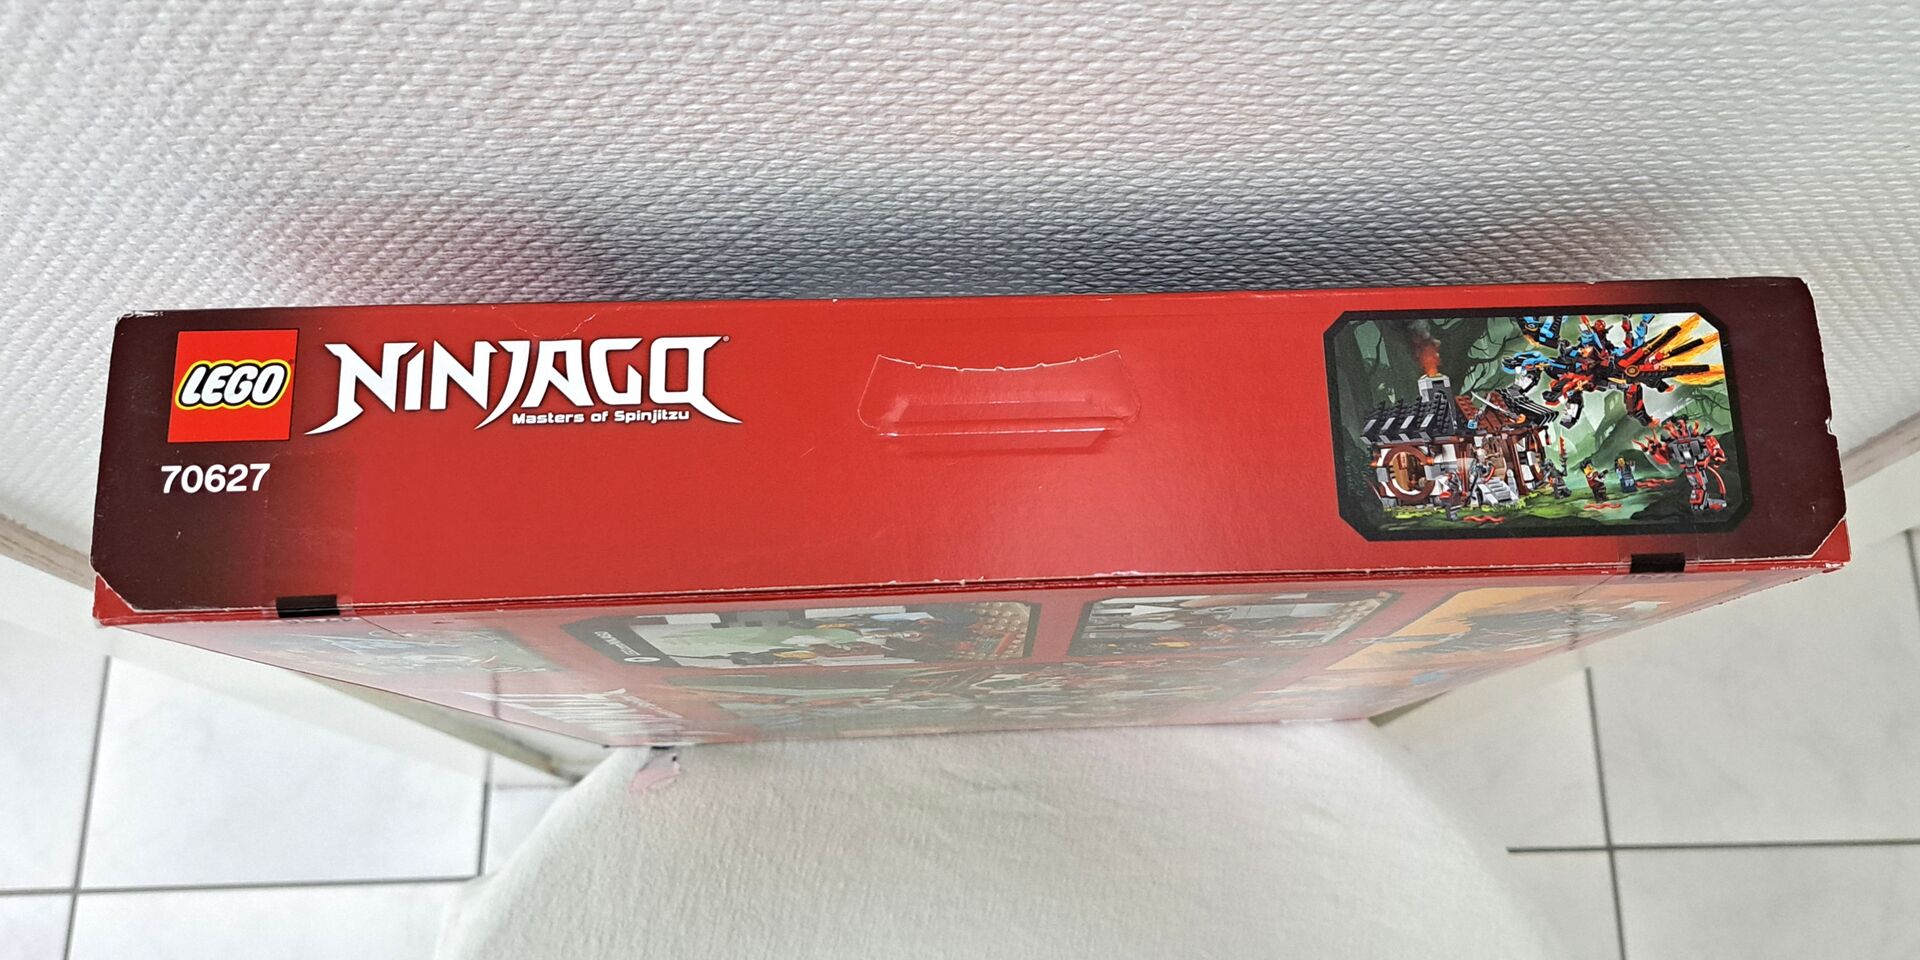 LEGO
NINJAGO
Masters of Spinjitzu
70627